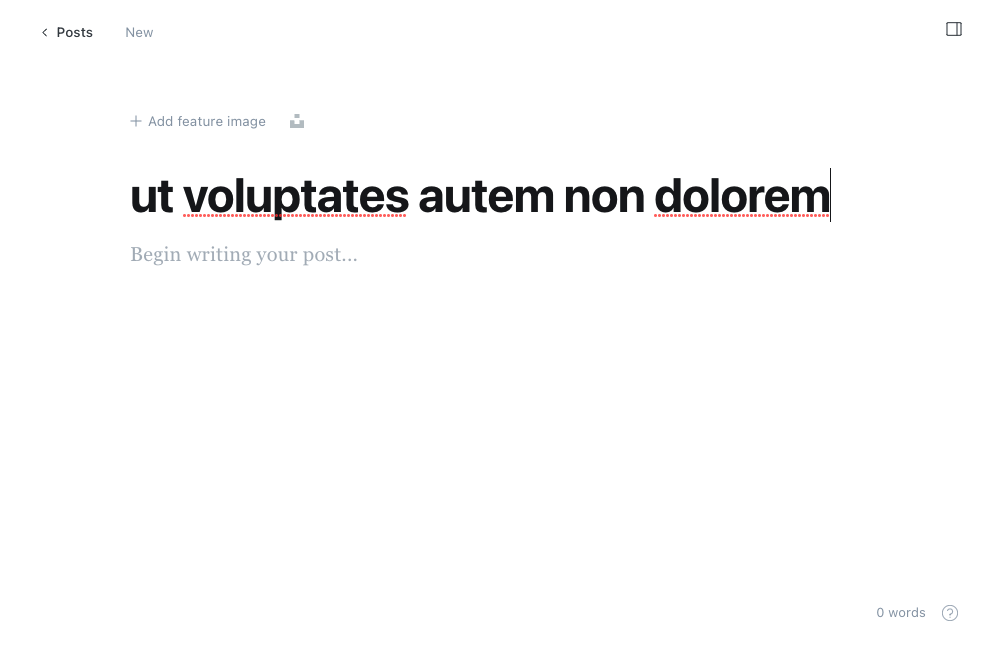 Posts
New
Add feature image
ut voluptates autem non dolorem
Begin writing your post...
0 words